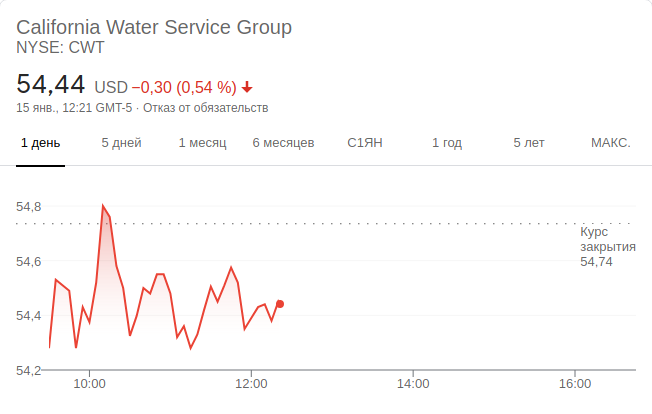 California Water Service Group
NYSE: CWT
54,44 USD −0,30 (0,54 %)
15 янв., 12:21 GMT-5 · Отказ от обязательств
1 день 5 дней 1 месяц 6 месяцев С1ЯН 1 год 5 лет МАКС.
54,8
Курс
закрытия
54,74
54,6
54,4
54,2
10:00 12:00 14:00 16:00